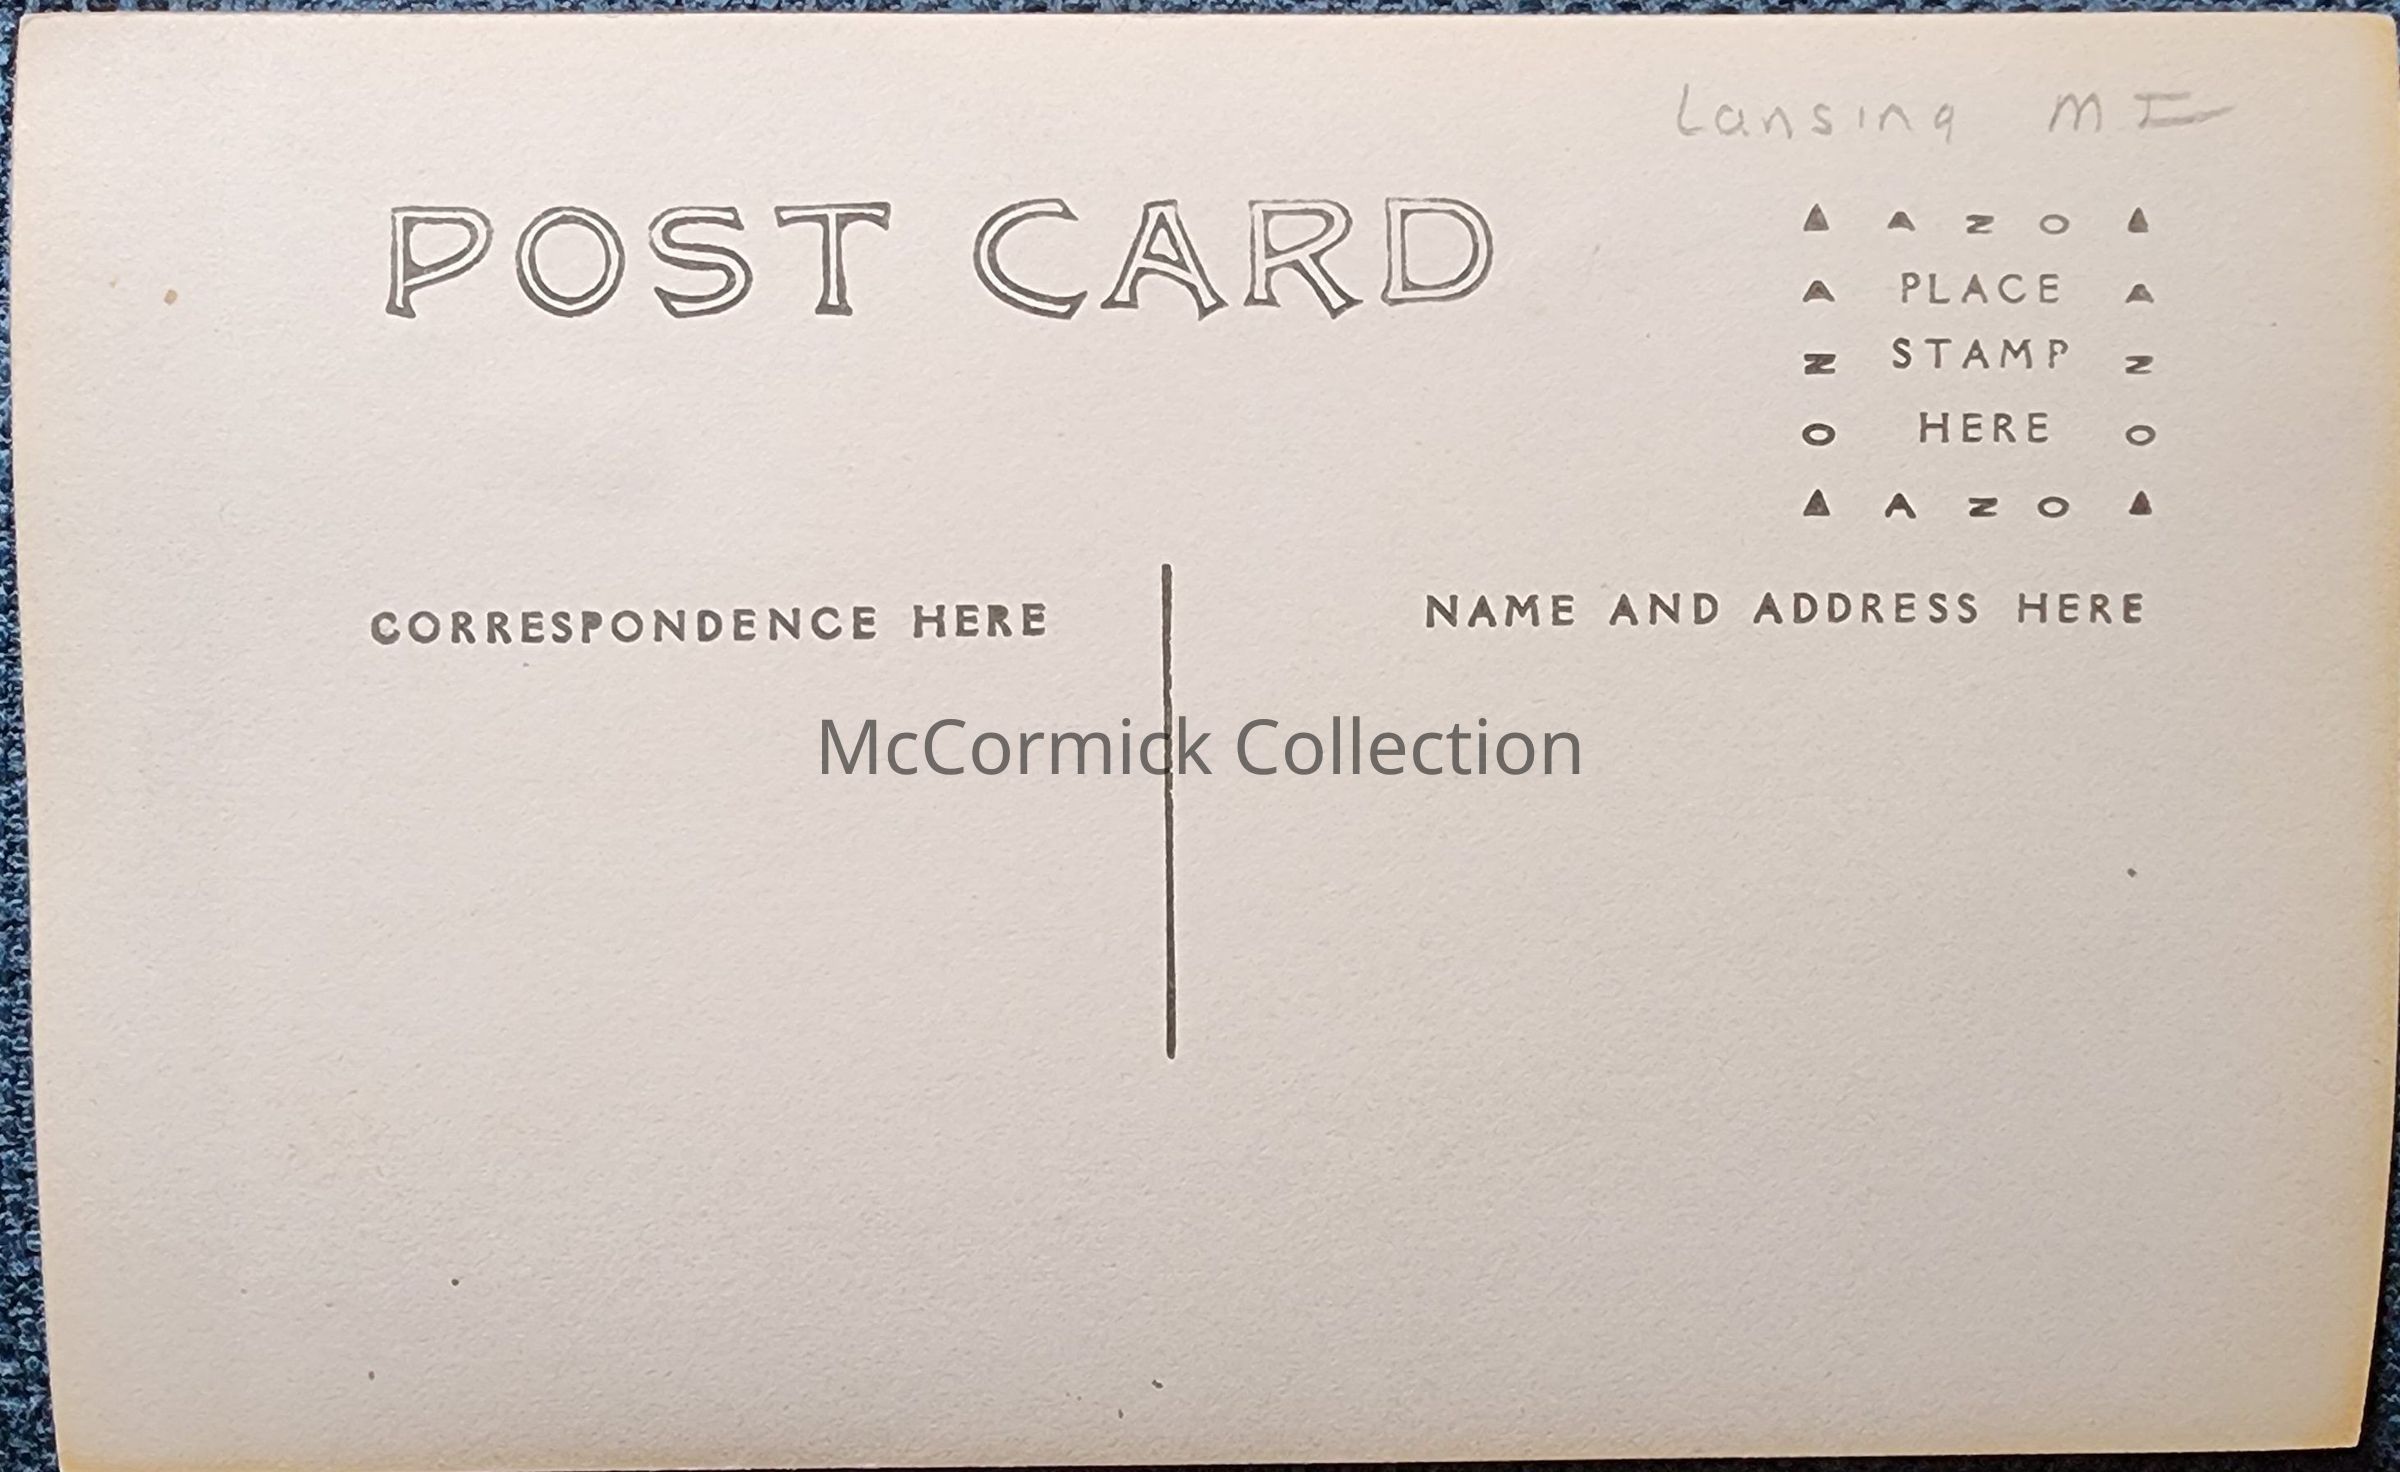 Lansing MI
POST CARD
▲ A Z O ▲
A PLACE A
Z STAMP Z
O HERE O
▲ A Z O ▲
CORRESPONDENCE HERE
NAME AND ADDRESS HERE
McCormick Collection